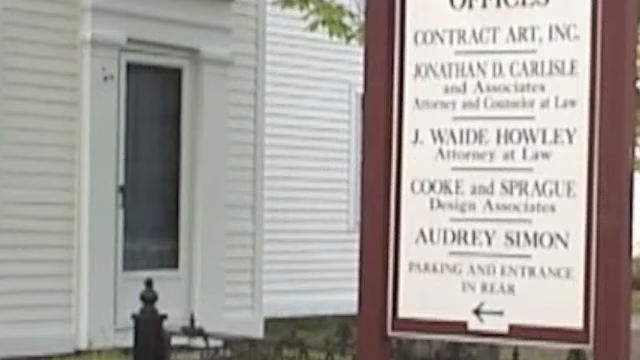 OFFICES
CONTRACT ART, INC.
JONATHAN D. CARLISLE
and Associates
Attorney and Counselor at Law
J. WAIDE HOWLEY
Attorney at Law
COOKE and SPRAGUE
Design Associates
AUDREY SIMON
PARKING AND ENTRANCE
IN REAR